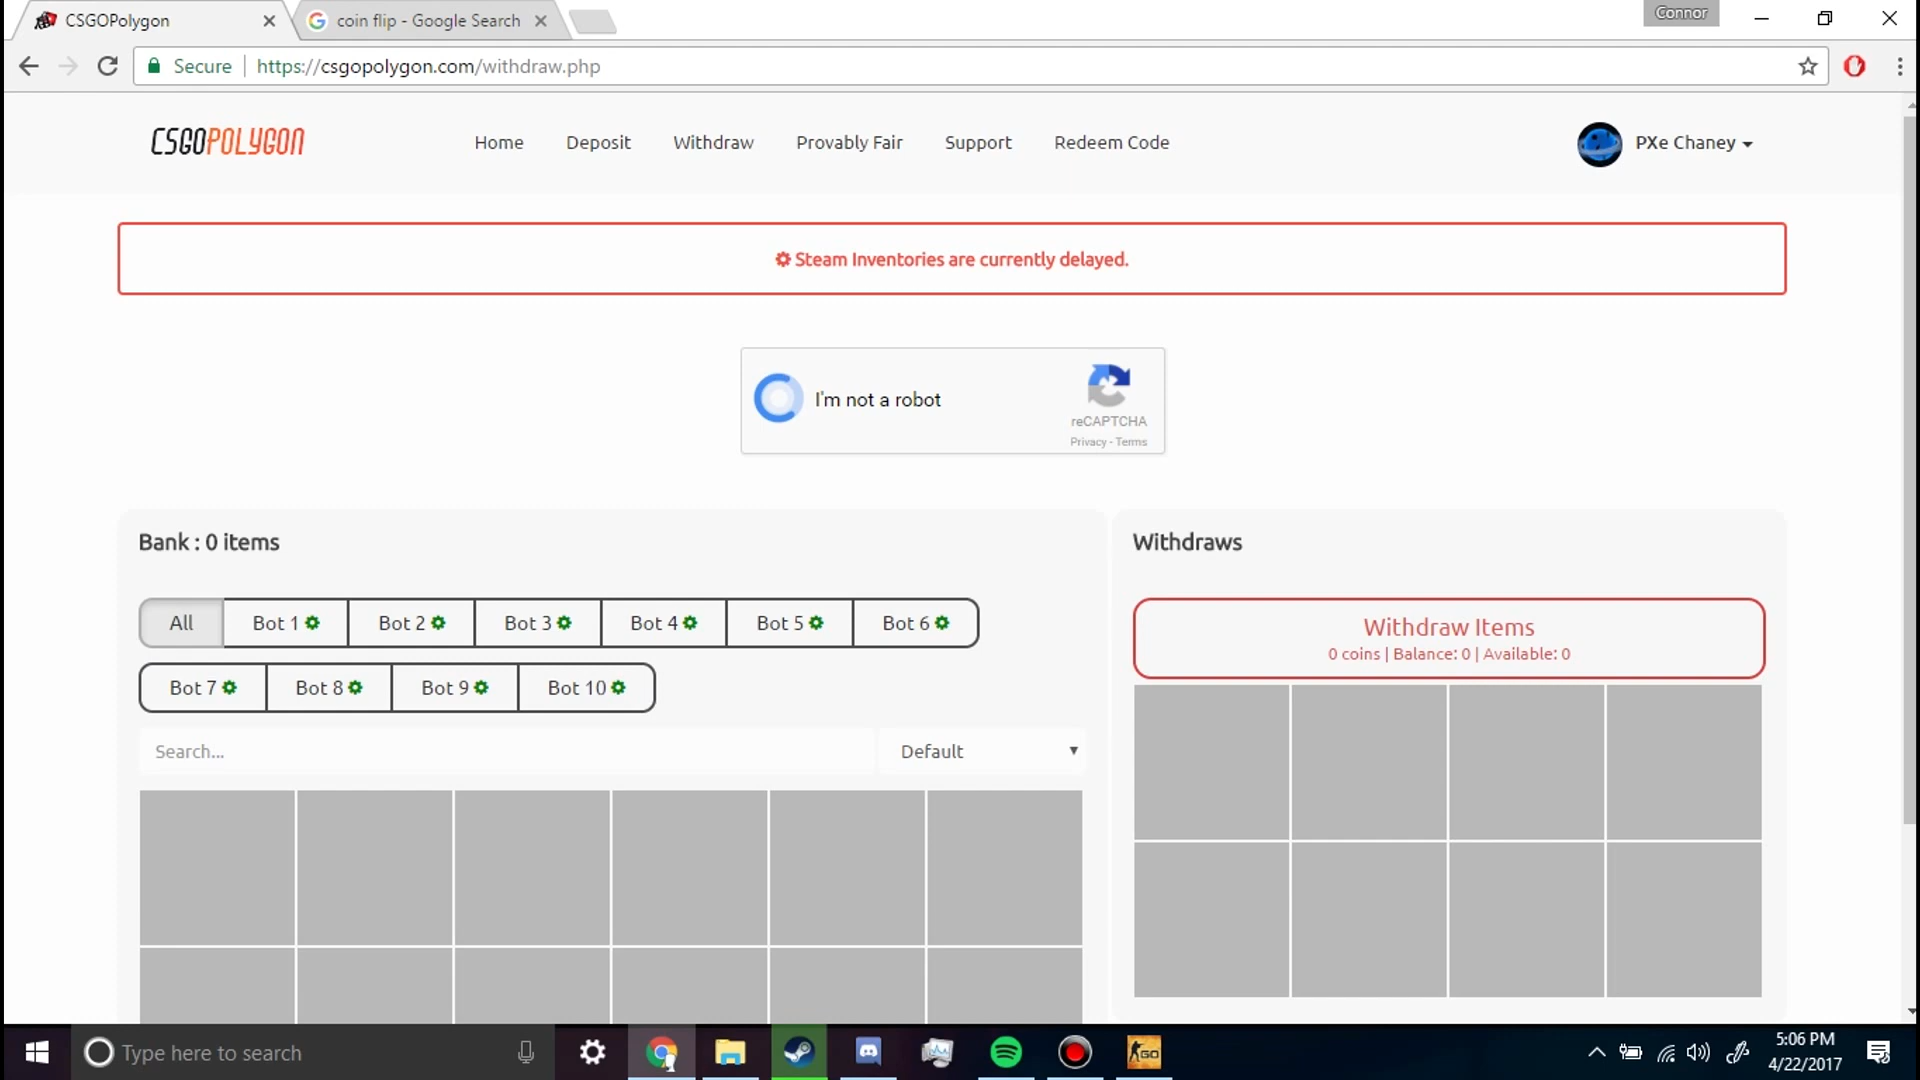 CSGOPolygon
coin flip - Google Search
Connor
Secure
https://csgopolygon.com/withdraw.php
CSGOPOLYGON
Home
Deposit
Withdraw
Provably Fair
Support
Redeem Code
PXe Chaney
Steam Inventories are currently delayed.
I'm not a robot
reCAPTCHA
Privacy - Terms
Bank : 0 items
All
Bot 1
Bot 2
Bot 3
Bot 4
Bot 5
Bot 6
Bot 7
Bot 8
Bot 9
Bot 10
Search...
Default
Withdraws
Withdraw Items
0 coins | Balance: 0 | Available: 0
Type here to search
GO
5:06 PM
4/22/2017